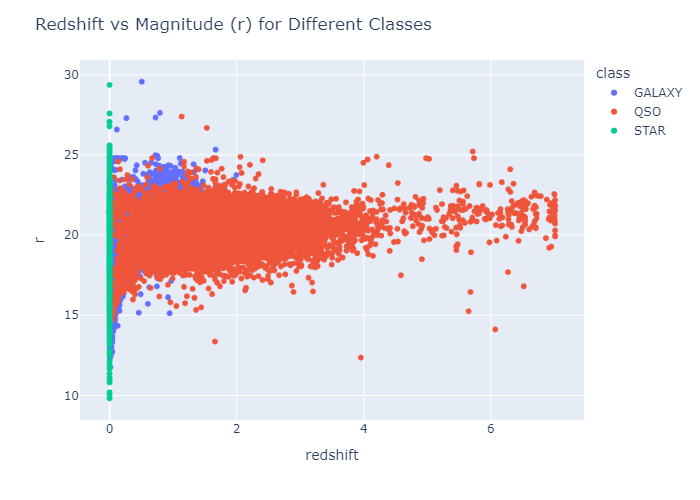 Redshift vs Magnitude (r) for Different Classes
class
GALAXY
QSO
STAR
30
25
20
15
10
r
0 2 4 6
redshift